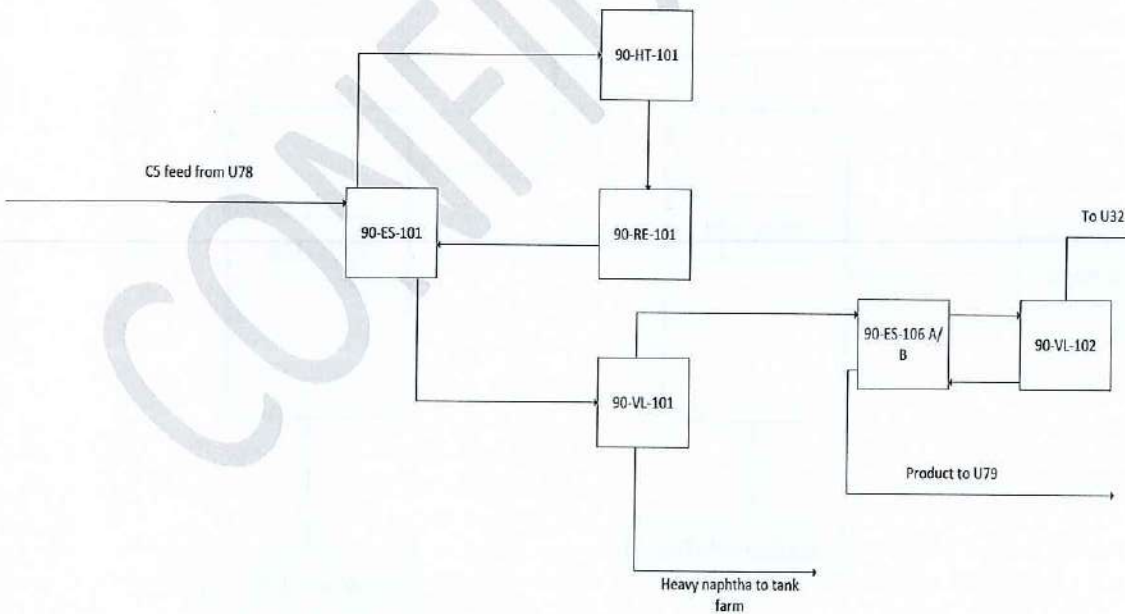 90-HT-101
C5 feed from U78
90-ES-101
90-RE-101
To U32
90-ES-106 A/
B
90-VL-102
90-VL-101
Product to U79
Heavy naphtha to tank
farm
CONFI